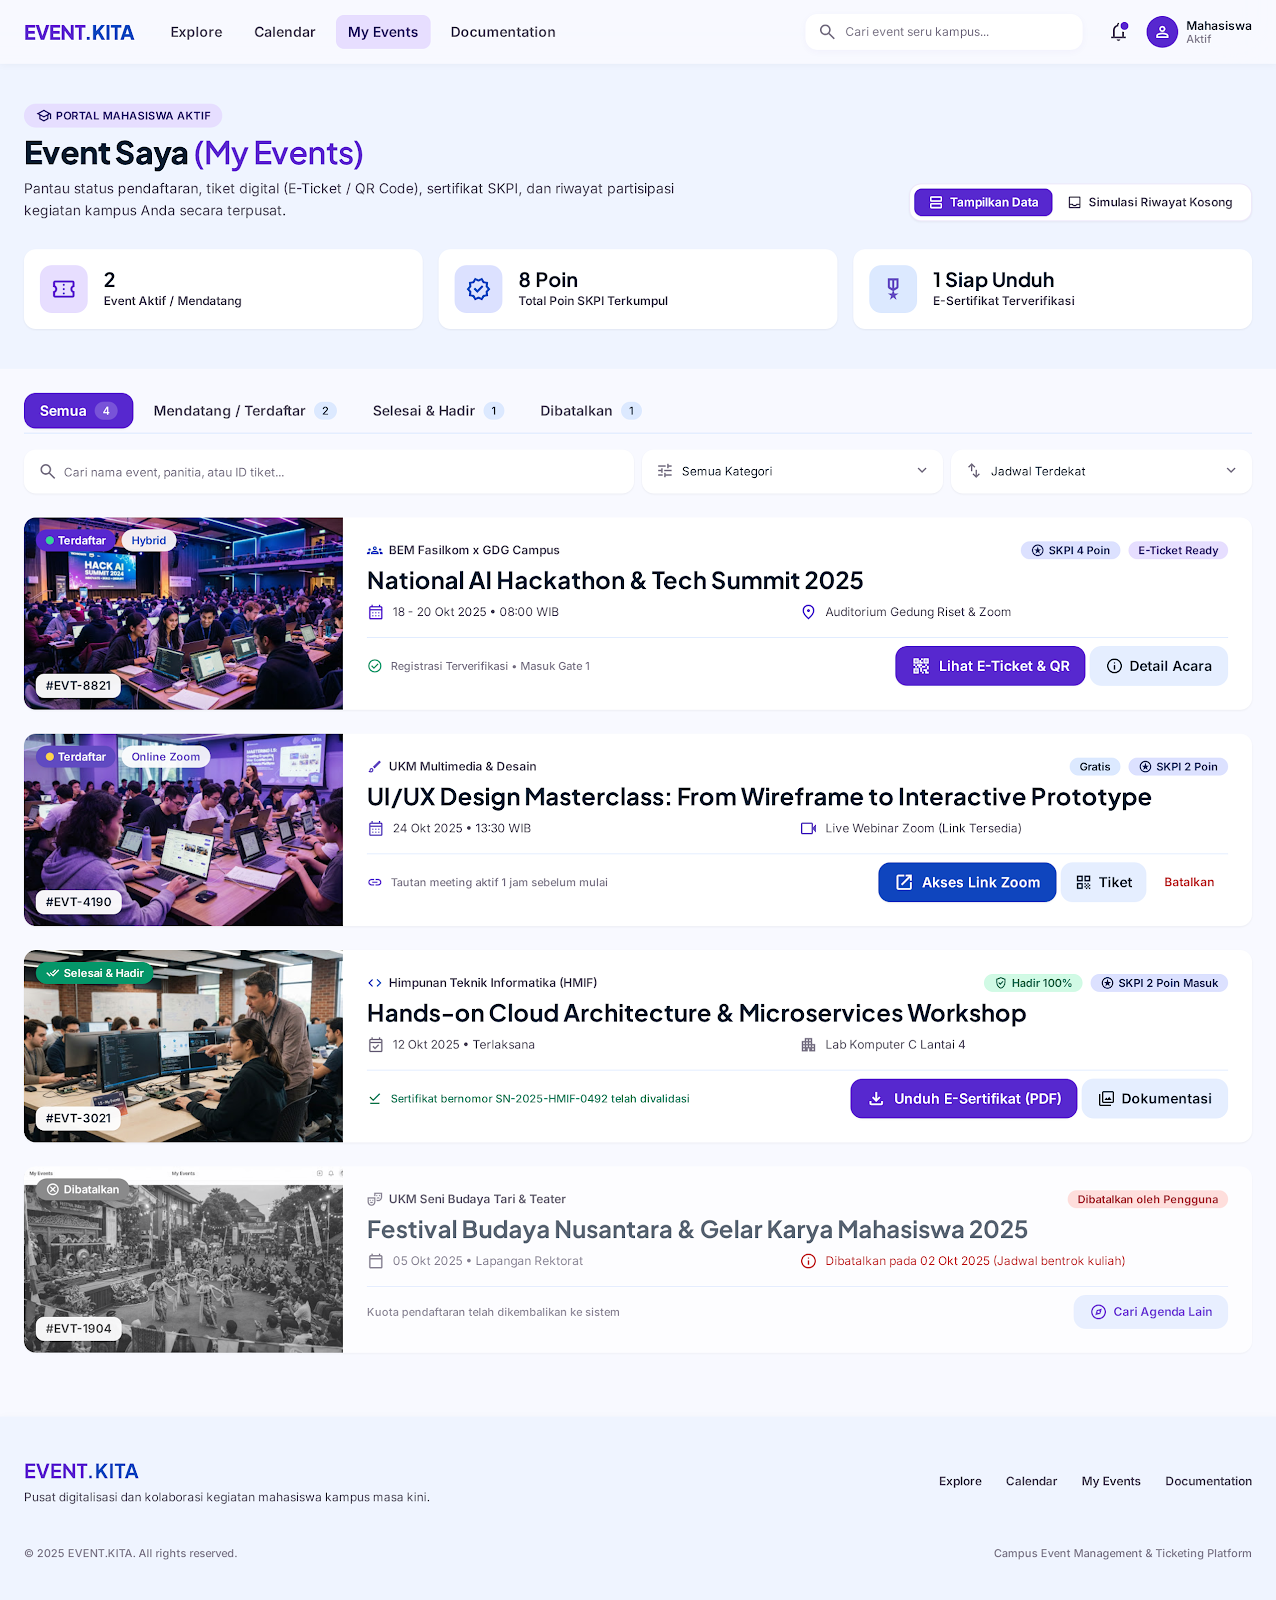 EVENT.KITA
Explore
Calendar
My Events
Documentation
Cari event seru kampus...
Mahasiswa
Aktif
PORTAL MAHASISWA AKTIF
Event Saya (My Events)
Pantau status pendaftaran, tiket digital (E-Ticket / QR Code), sertifikat SKPI, dan riwayat partisipasi
kegiatan kampus Anda secara terpusat.
Tampilkan Data
Simulasi Riwayat Kosong
2
Event Aktif / Mendatang
8 Poin
Total Poin SKPI Terkumpul
1 Siap Unduh
E-Sertifikat Terverifikasi
Semua 4
Mendatang / Terdaftar 2
Selesai & Hadir 1
Dibatalkan 1
Cari nama event, panitia, atau ID tiket...
Semua Kategori
Jadwal Terdekat
Terdaftar
Hybrid
HACK AI
SUMMIT 2024
#EVT-8821
BEM Fasilkom x GDG Campus
SKPI 4 Poin
E-Ticket Ready
National AI Hackathon & Tech Summit 2025
18 - 20 Okt 2025 • 08:00 WIB
Auditorium Gedung Riset & Zoom
Registrasi Terverifikasi • Masuk Gate 1
Lihat E-Ticket & QR
Detail Acara
Terdaftar
Online Zoom
#EVT-4190
UKM Multimedia & Desain
Gratis
SKPI 2 Poin
UI/UX Design Masterclass: From Wireframe to Interactive Prototype
24 Okt 2025 • 13:30 WIB
Live Webinar Zoom (Link Tersedia)
Tautan meeting aktif 1 jam sebelum mulai
Akses Link Zoom
Tiket
Batalkan
Selesai & Hadir
#EVT-3021
Himpunan Teknik Informatika (HMIF)
Hadir 100%
SKPI 2 Poin Masuk
Hands-on Cloud Architecture & Microservices Workshop
12 Okt 2025 • Terlaksana
Lab Komputer C Lantai 4
Sertifikat bernomor SN-2025-HMIF-0492 telah divalidasi
Unduh E-Sertifikat (PDF)
Dokumentasi
My Events
My Events
Dibatalkan
#EVT-1904
UKM Seni Budaya Tari & Teater
Dibatalkan oleh Pengguna
Festival Budaya Nusantara & Gelar Karya Mahasiswa 2025
05 Okt 2025 • Lapangan Rektorat
Dibatalkan pada 02 Okt 2025 (Jadwal bentrok kuliah)
Kuota pendaftaran telah dikembalikan ke sistem
Cari Agenda Lain
EVENT.KITA
Pusat digitalisasi dan kolaborasi kegiatan mahasiswa kampus masa kini.
Explore
Calendar
My Events
Documentation
© 2025 EVENT.KITA. All rights reserved.
Campus Event Management & Ticketing Platform